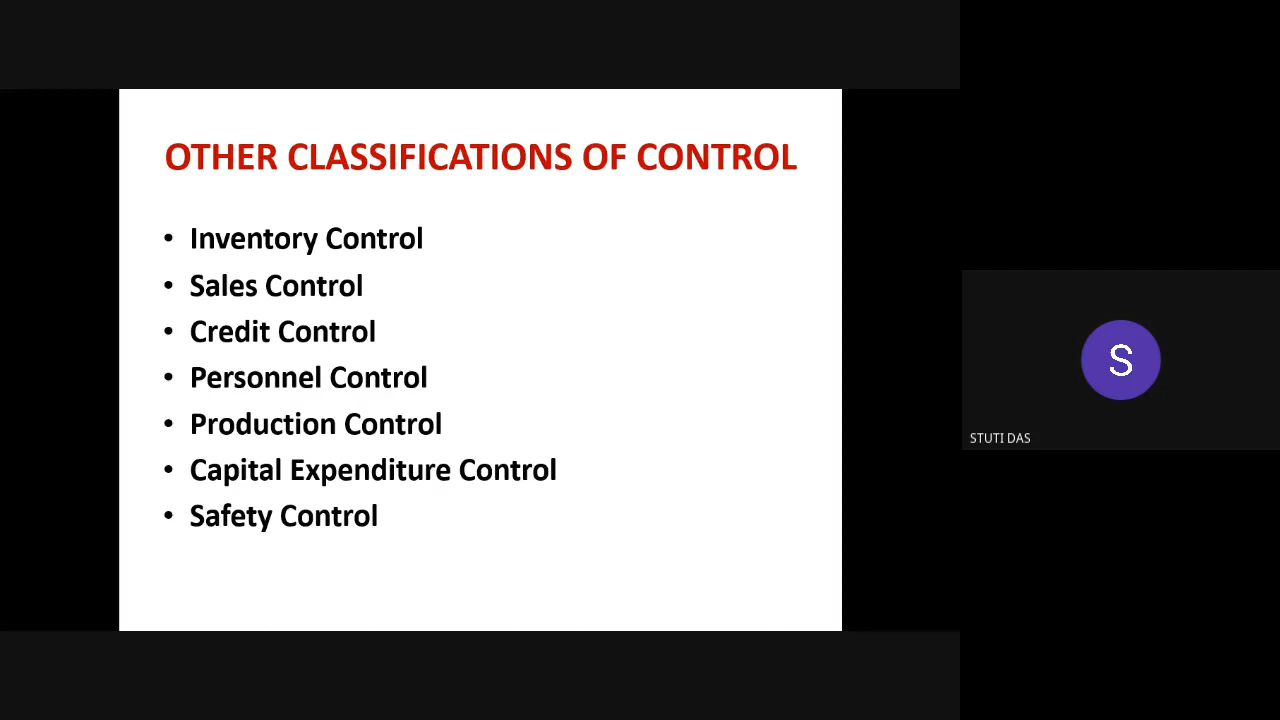 OTHER CLASSIFICATIONS OF CONTROL
• Inventory Control
• Sales Control
• Credit Control
• Personnel Control
• Production Control
• Capital Expenditure Control
• Safety Control
S
STUTI DAS